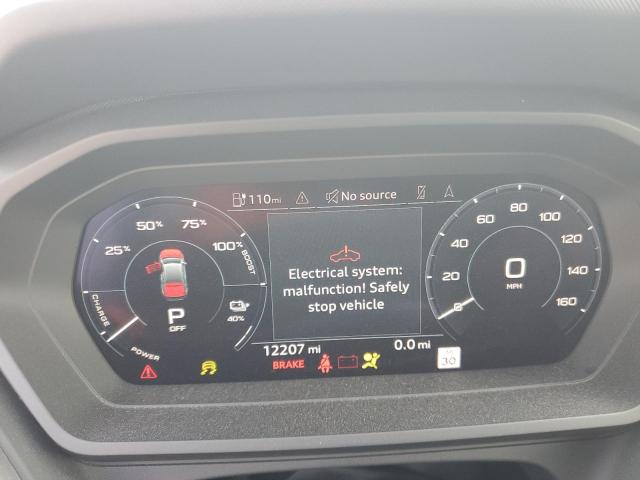 110mi
No source
50%
75%
25%
100%
BOOST
CHARGE
POWER
P
OFF
40%
Electrical system:
malfunction! Safely
stop vehicle
0
20
40
60
80
100
120
140
160
0
MPH
12207 mi
0.0 mi
BRAKE
30